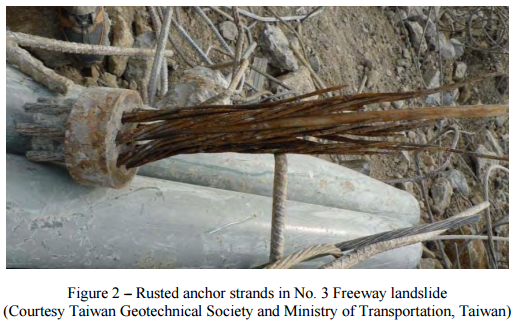 Figure 2 – Rusted anchor strands in No. 3 Freeway landslide
(Courtesy Taiwan Geotechnical Society and Ministry of Transportation, Taiwan)